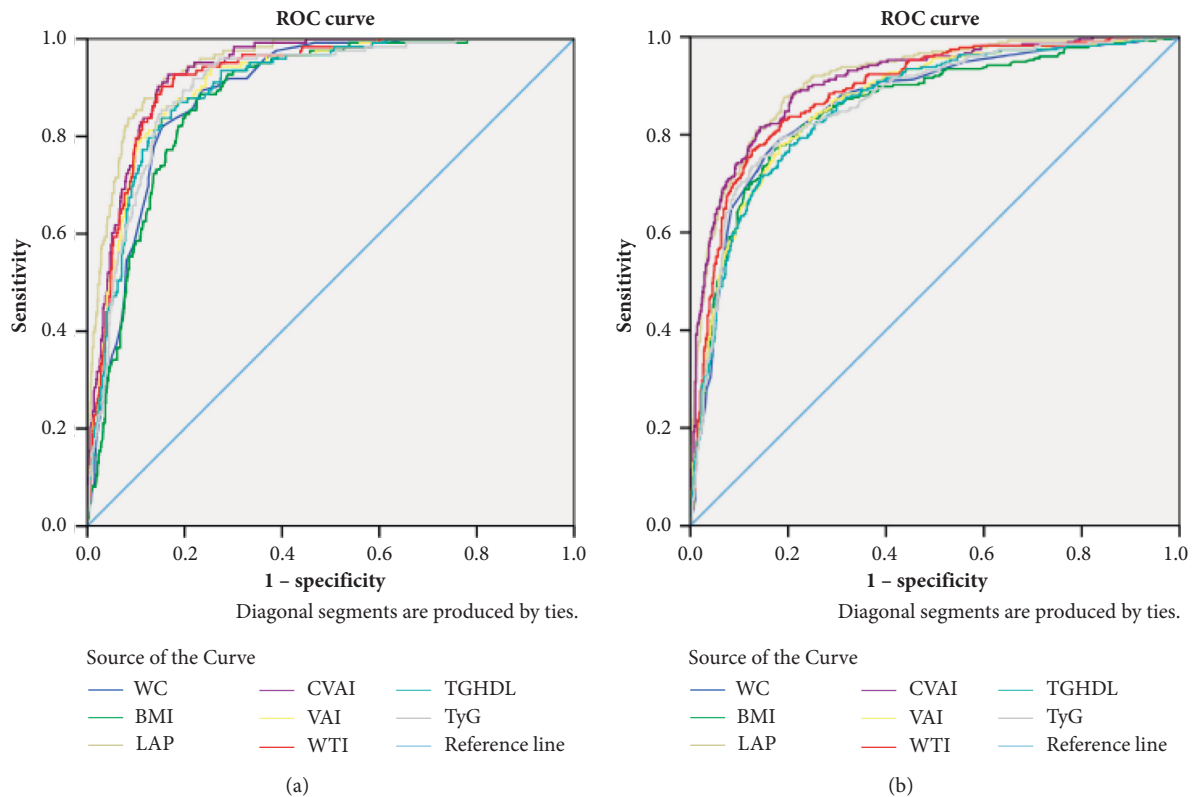 ROC curve
1.0
0.8
0.6
0.4
0.2
0.0
Sensitivity
0.0 0.2 0.4 0.6 0.8 1.0
1 – specificity
Diagonal segments are produced by ties.
Source of the Curve
WC CVAI TGHDL
BMI VAI TyG
LAP WTI Reference line
(a)
ROC curve
1.0
0.8
0.6
0.4
0.2
0.0
Sensitivity
0.0 0.2 0.4 0.6 0.8 1.0
1 – specificity
Diagonal segments are produced by ties.
Source of the Curve
WC CVAI TGHDL
BMI VAI TyG
LAP WTI Reference line
(b)